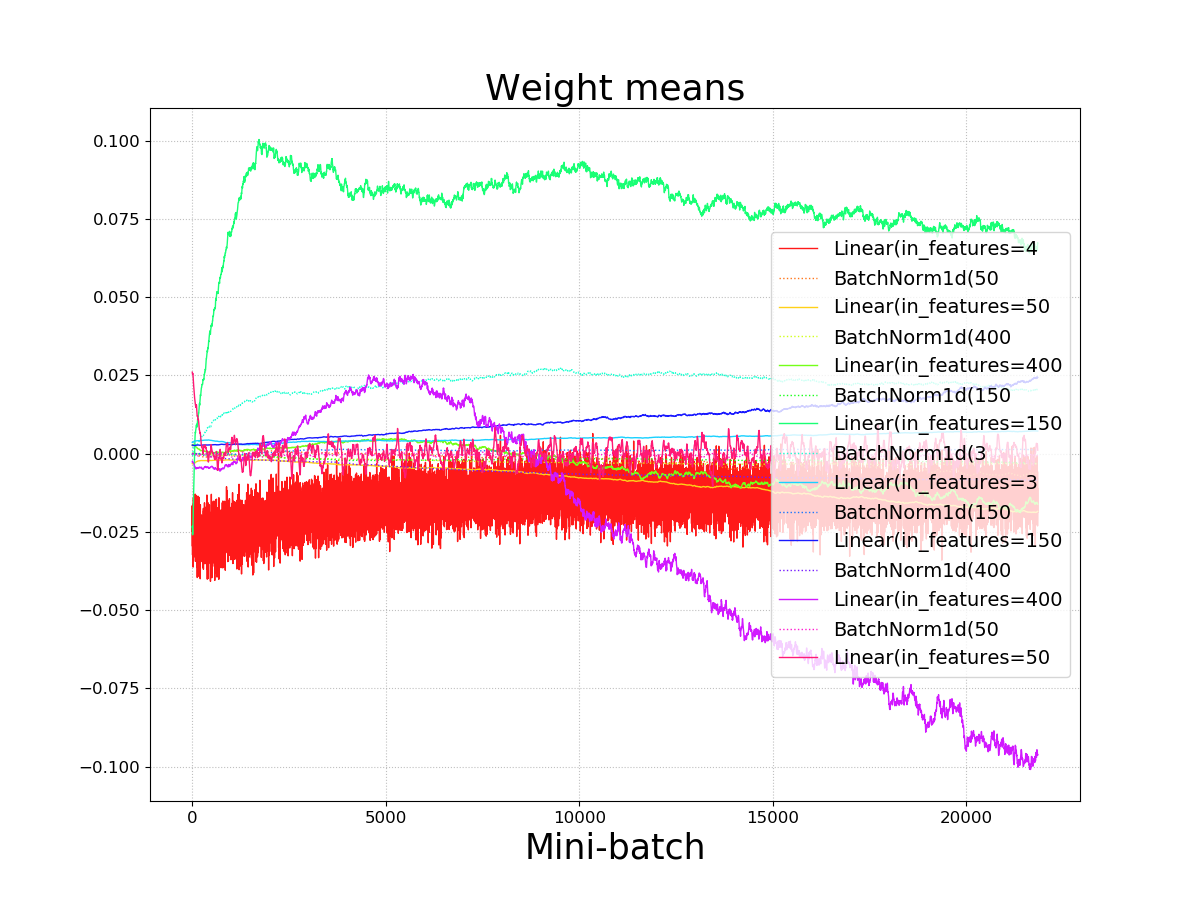 Weight means
0.100
0.075
0.050
0.025
0.000
−0.025
−0.050
−0.075
−0.100
Linear(in_features=4
BatchNorm1d(50
Linear(in_features=50
BatchNorm1d(400
Linear(in_features=400
BatchNorm1d(150
Linear(in_features=150
BatchNorm1d(3
Linear(in_features=3
BatchNorm1d(150
Linear(in_features=150
BatchNorm1d(400
Linear(in_features=400
BatchNorm1d(50
Linear(in_features=50
0 5000 10000 15000 20000
Mini-batch